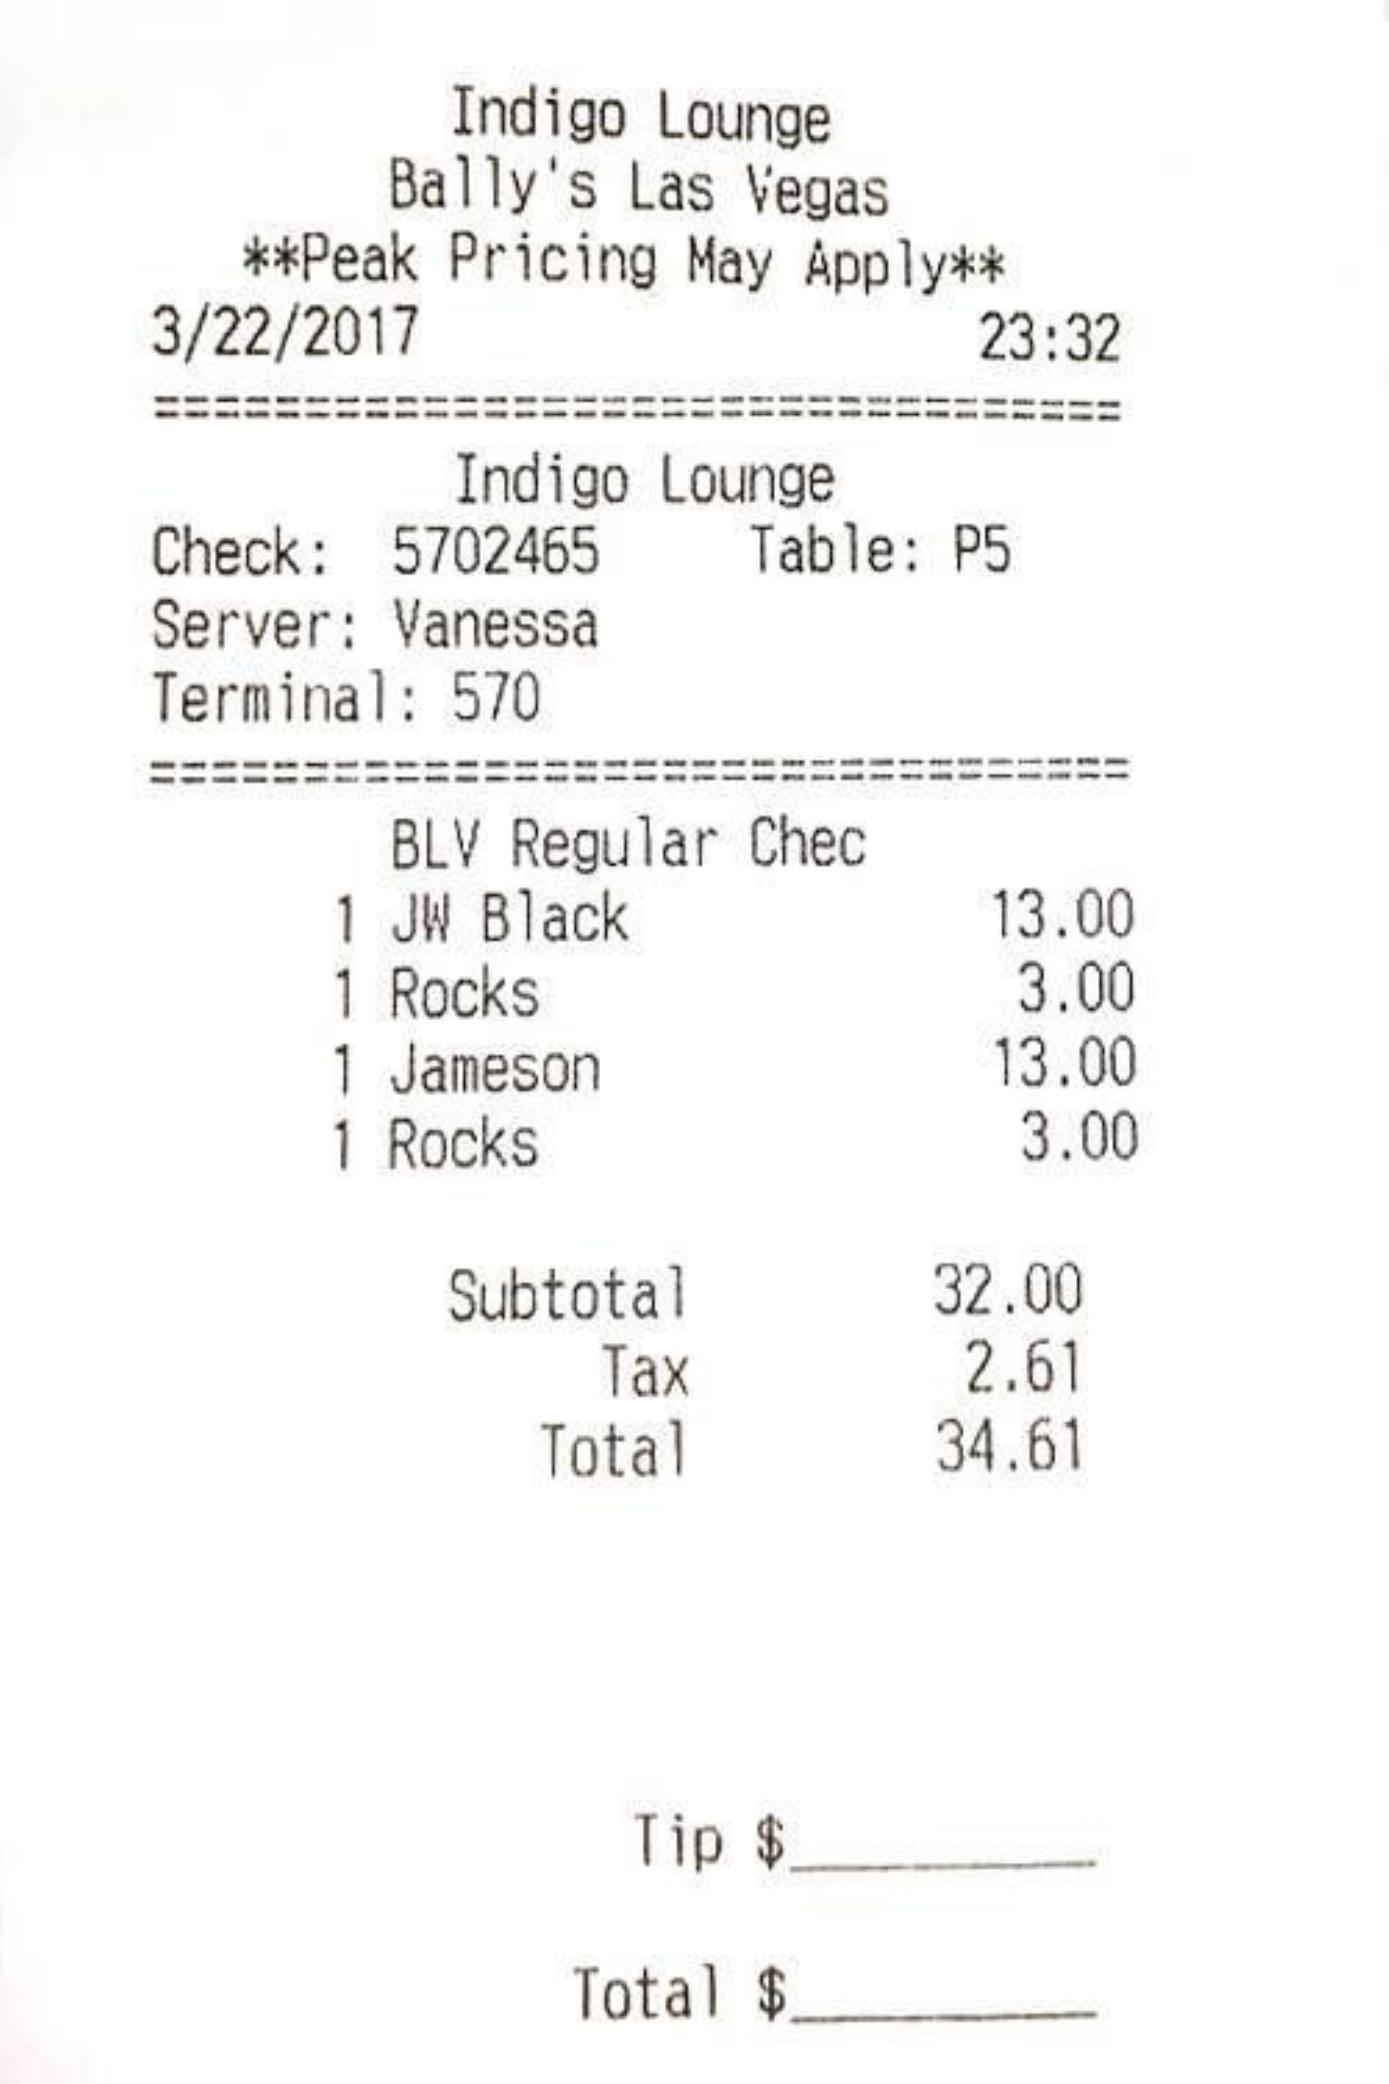 Indigo Lounge
Bally's Las Vegas
**Peak Pricing May Apply**
3/22/2017 23:32
================================
Indigo Lounge
Check: 5702465 Table: P5
Server: Vanessa
Terminal: 570
================================
BLV Regular Chec
1 JW Black 13.00
1 Rocks 3.00
1 Jameson 13.00
1 Rocks 3.00
Subtotal 32.00
Tax 2.61
Total 34.61
Tip $__________
Total $__________